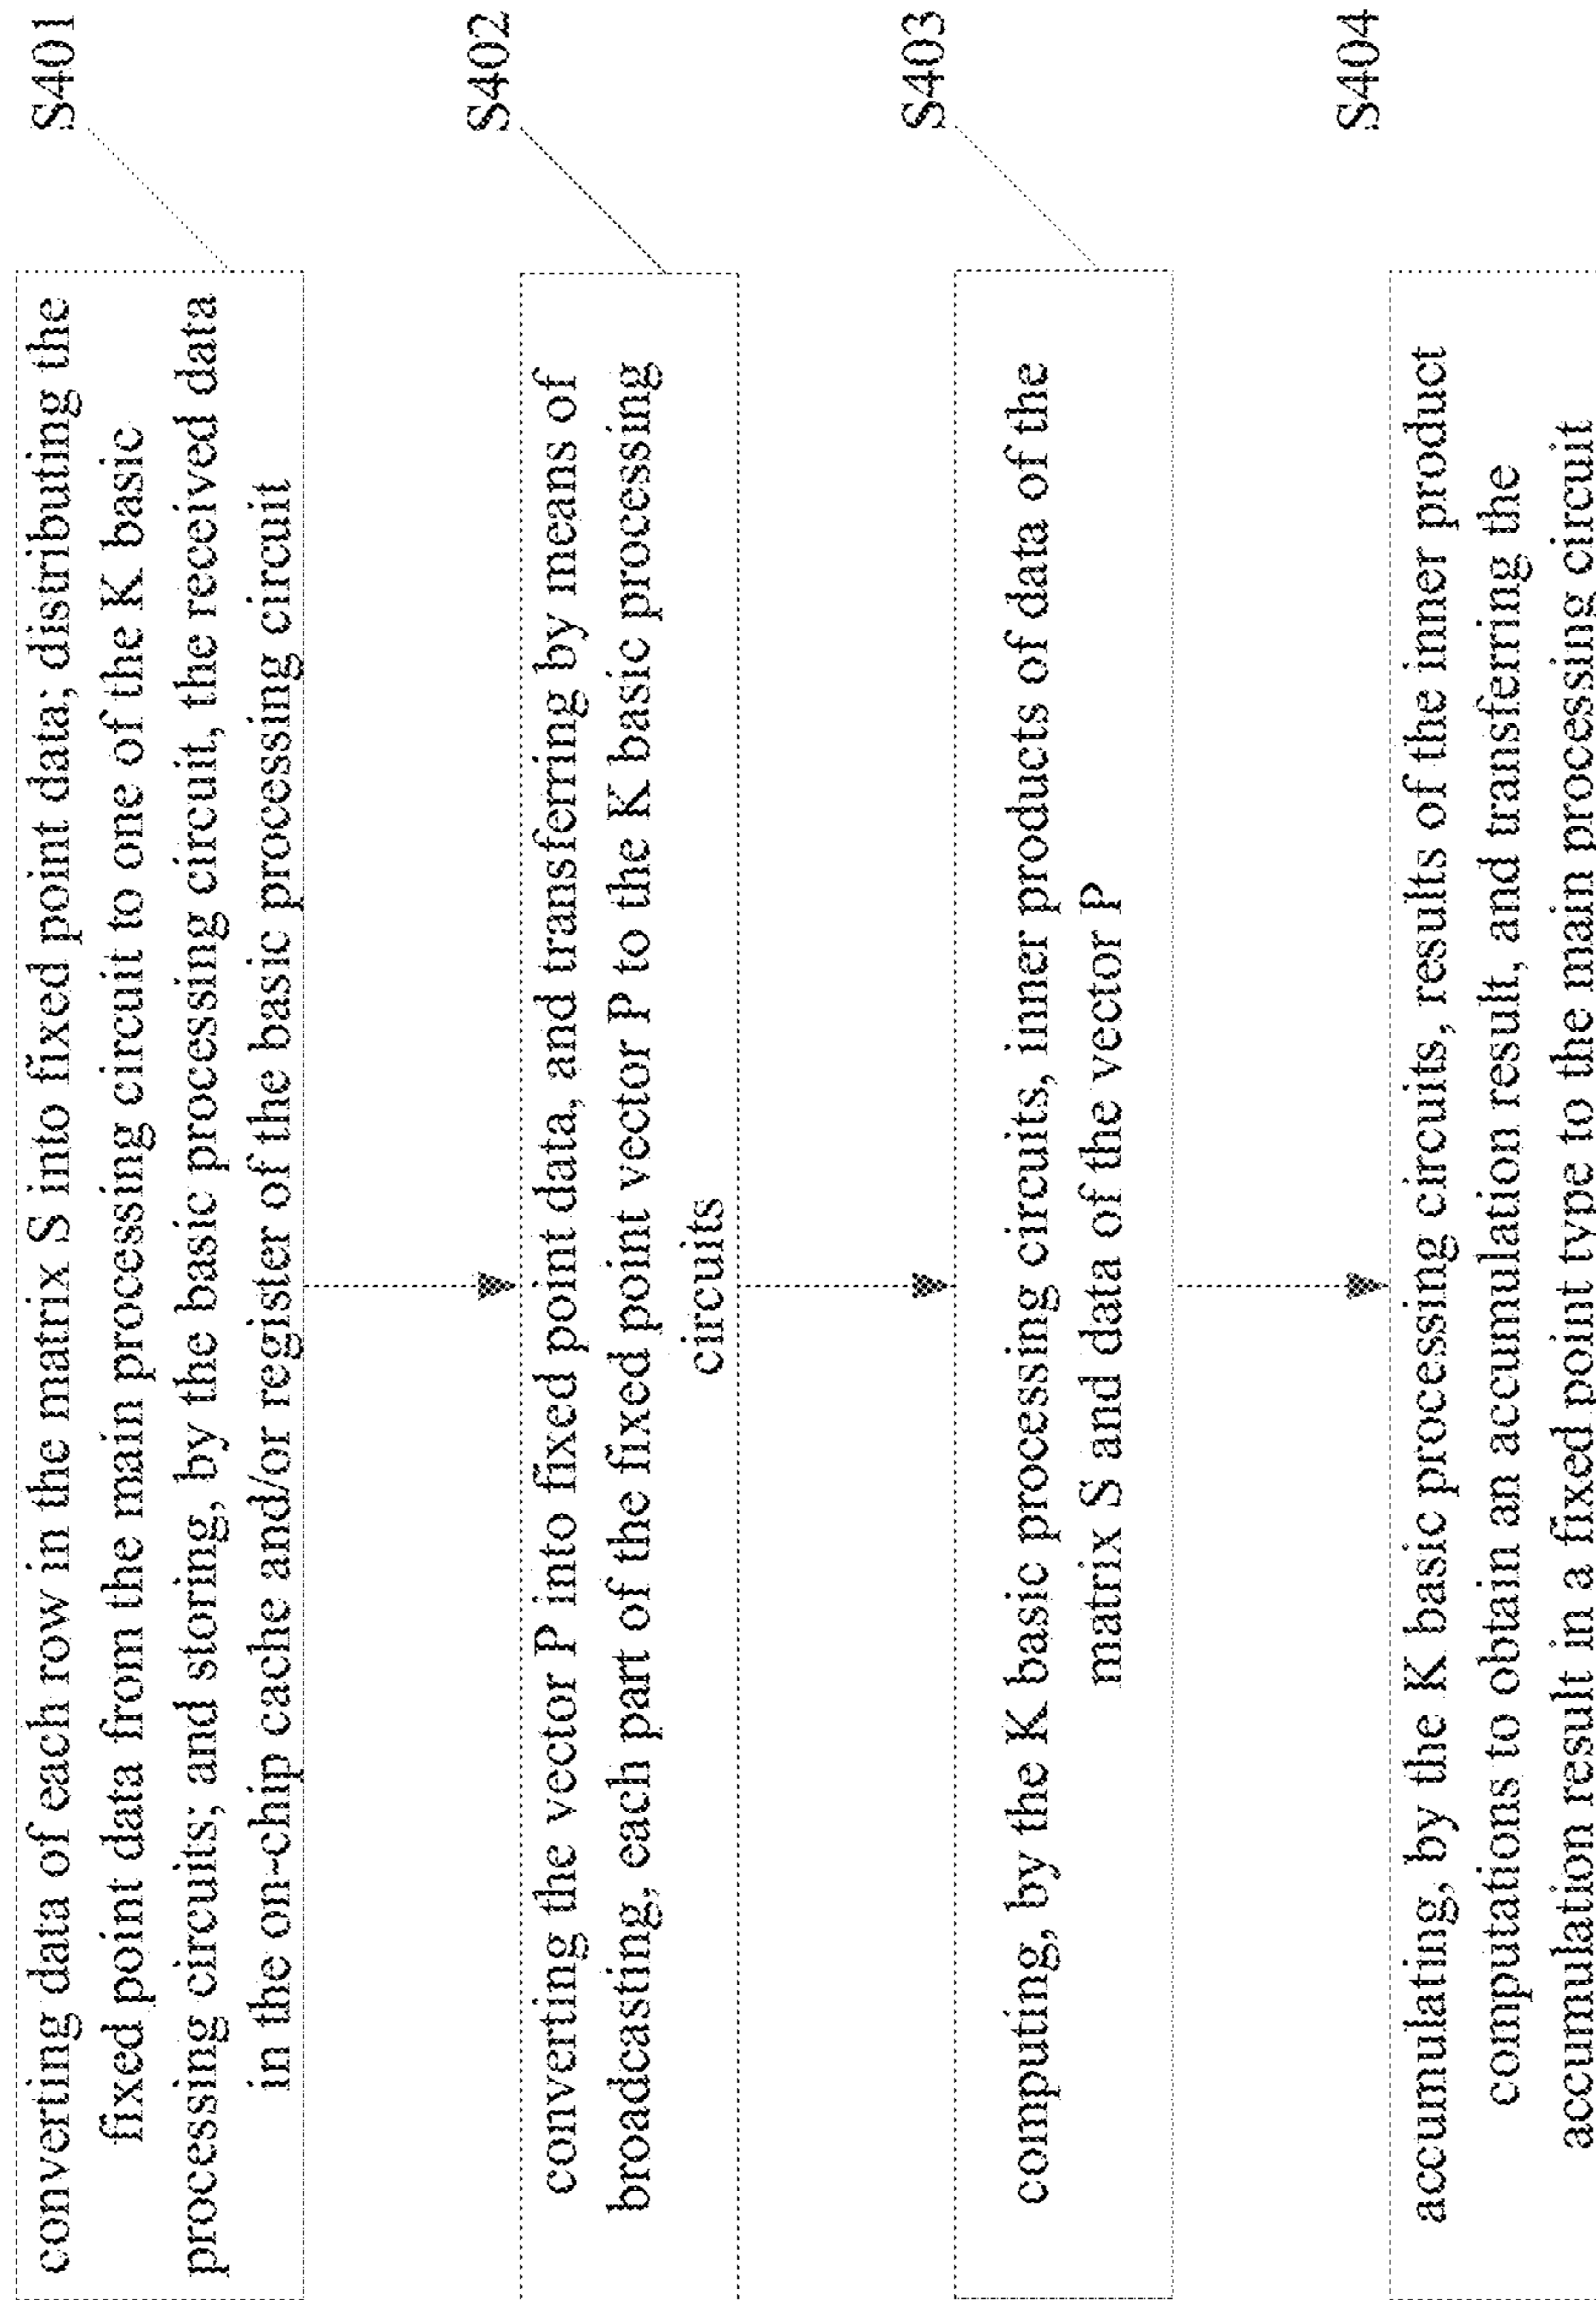 converting data of each row in the matrix S into fixed point data; distributing the
fixed point data from the main processing circuit to one of the K basic
processing circuits; and storing, by the basic processing circuit, the received data
in the on-chip cache and/or register of the basic processing circuit
S401
converting the vector P into fixed point data, and transferring by means of
broadcasting, each part of the fixed point vector P to the K basic processing
circuits
S402
computing, by the K basic processing circuits, inner products of data of the
matrix S and data of the vector P
S403
accumulating, by the K basic processing circuits, results of the inner product
computations to obtain an accumulation result, and transferring the
accumulation result in a fixed point type to the main processing circuit
S404